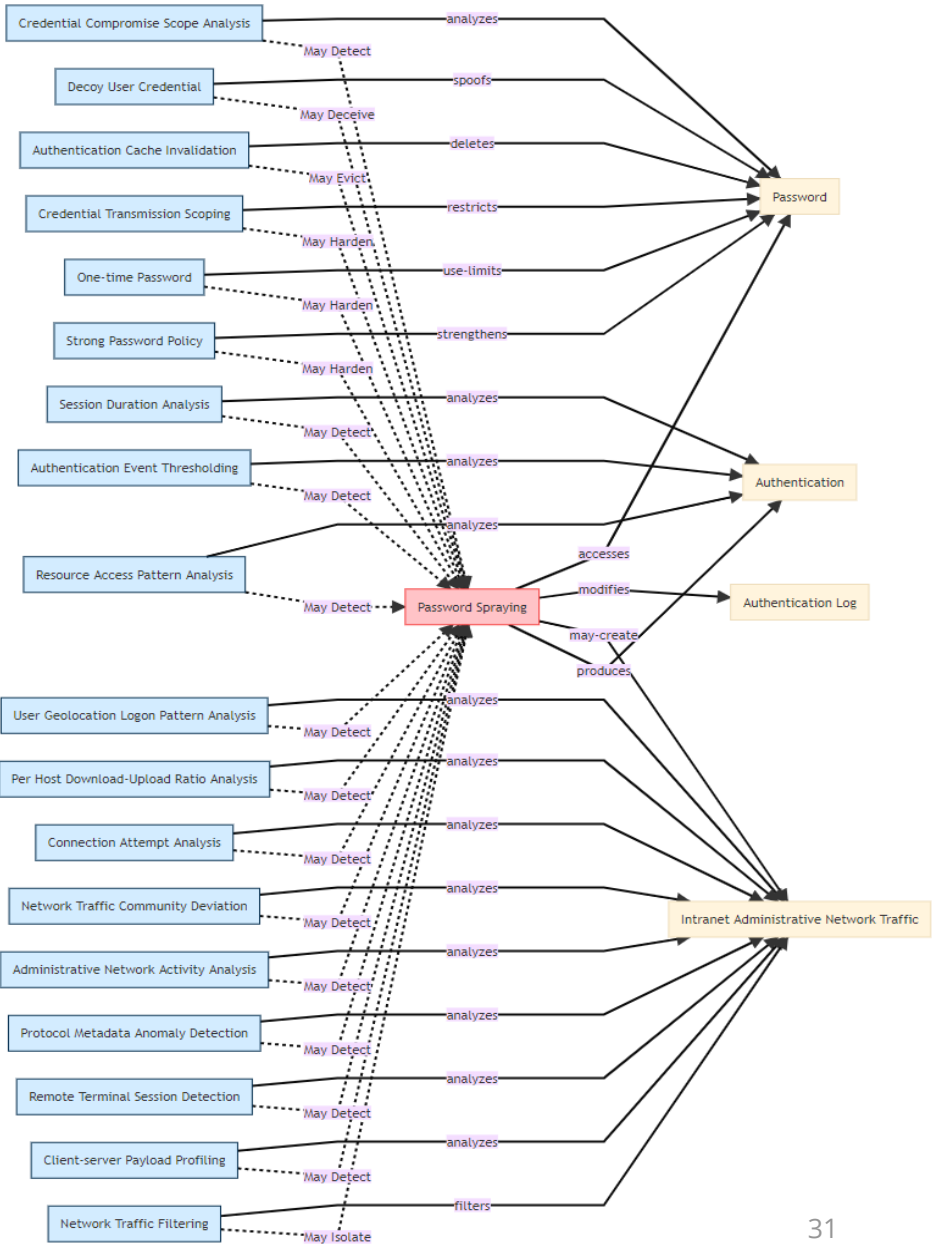 Credential Compromise Scope Analysis
analyzes
May Detect
Decoy User Credential
spoofs
May Deceive
Authentication Cache Invalidation
deletes
May Evict
Password
Credential Transmission Scoping
restricts
May Harden
One-time Password
use-limits
May Harden
Strong Password Policy
strengthens
May Harden
Session Duration Analysis
analyzes
May Detect
Authentication Event Thresholding
analyzes
Authentication
May Detect
analyzes
Resource Access Pattern Analysis
accesses
May Detect
Password Spraying
modifies
Authentication Log
may-create
produces
User Geolocation Logon Pattern Analysis
analyzes
May Detect
Per Host Download-Upload Ratio Analysis
analyzes
May Detect
Connection Attempt Analysis
analyzes
May Detect
Network Traffic Community Deviation
analyzes
Intranet Administrative Network Traffic
May Detect
Administrative Network Activity Analysis
analyzes
May Detect
Protocol Metadata Anomaly Detection
analyzes
May Detect
Remote Terminal Session Detection
analyzes
May Detect
Client-server Payload Profiling
analyzes
May Detect
Network Traffic Filtering
filters
May Isolate
31